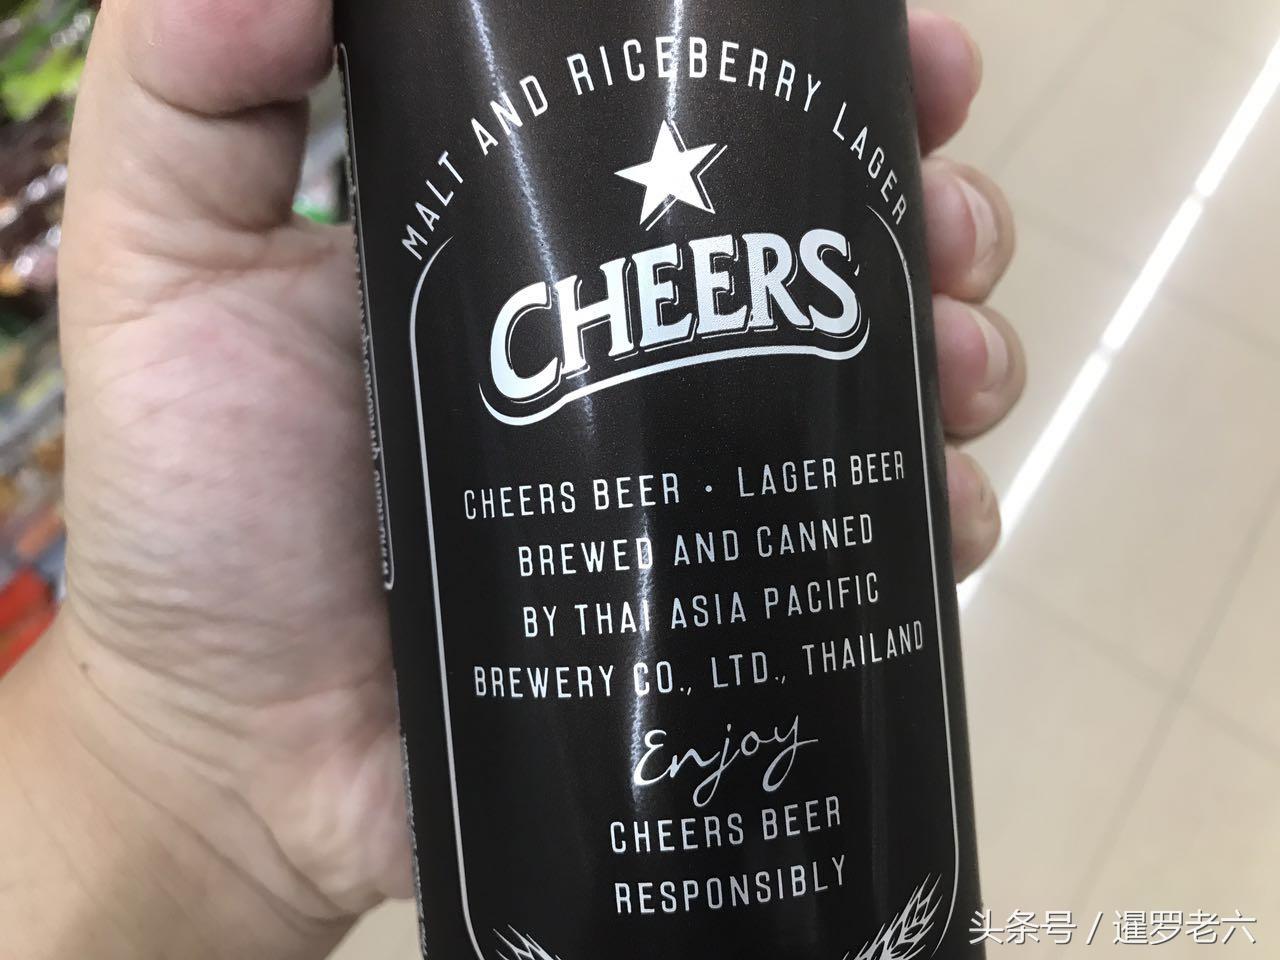 MALT AND RICEBERRY LAGER
CHEERS
CHEERS BEER · LAGER BEER
BREWED AND CANNED
BY THAI ASIA PACIFIC
BREWERY CO., LTD., THAILAND
Enjoy
CHEERS BEER
RESPONSIBLY
头条号 / 暹罗老六